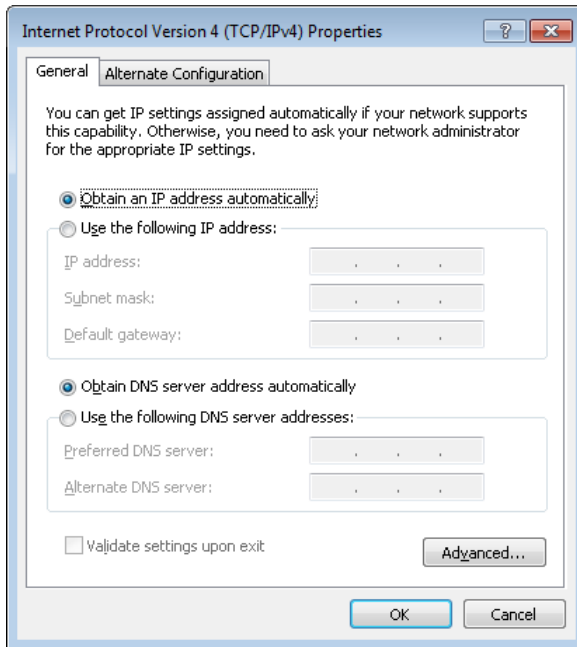 Internet Protocol Version 4 (TCP/IPv4) Properties
General
Alternate Configuration
You can get IP settings assigned automatically if your network supports
this capability. Otherwise, you need to ask your network administrator
for the appropriate IP settings.
Obtain an IP address automatically
Use the following IP address:
IP address:
Subnet mask:
Default gateway:
Obtain DNS server address automatically
Use the following DNS server addresses:
Preferred DNS server:
Alternate DNS server:
Validate settings upon exit
Advanced...
OK
Cancel